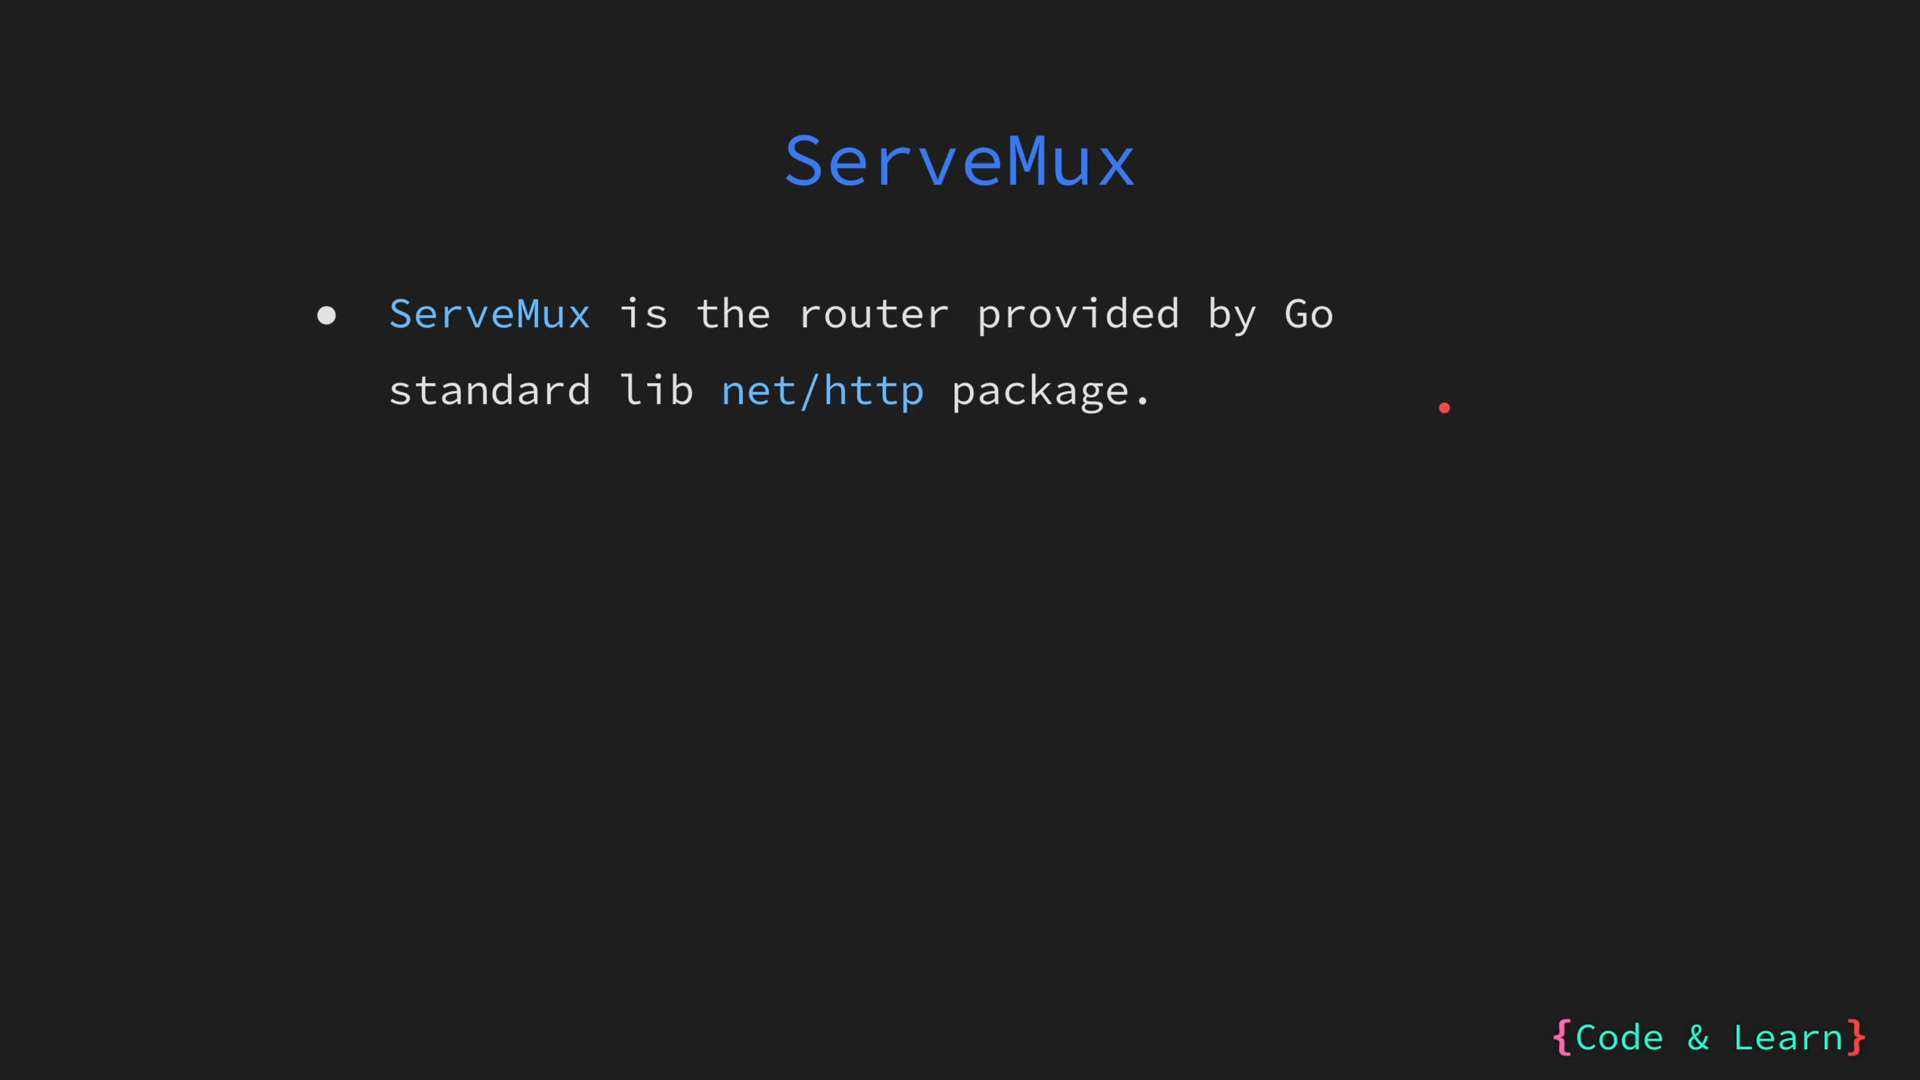 ServeMux
● ServeMux is the router provided by Go
standard lib net/http package.
{Code & Learn}